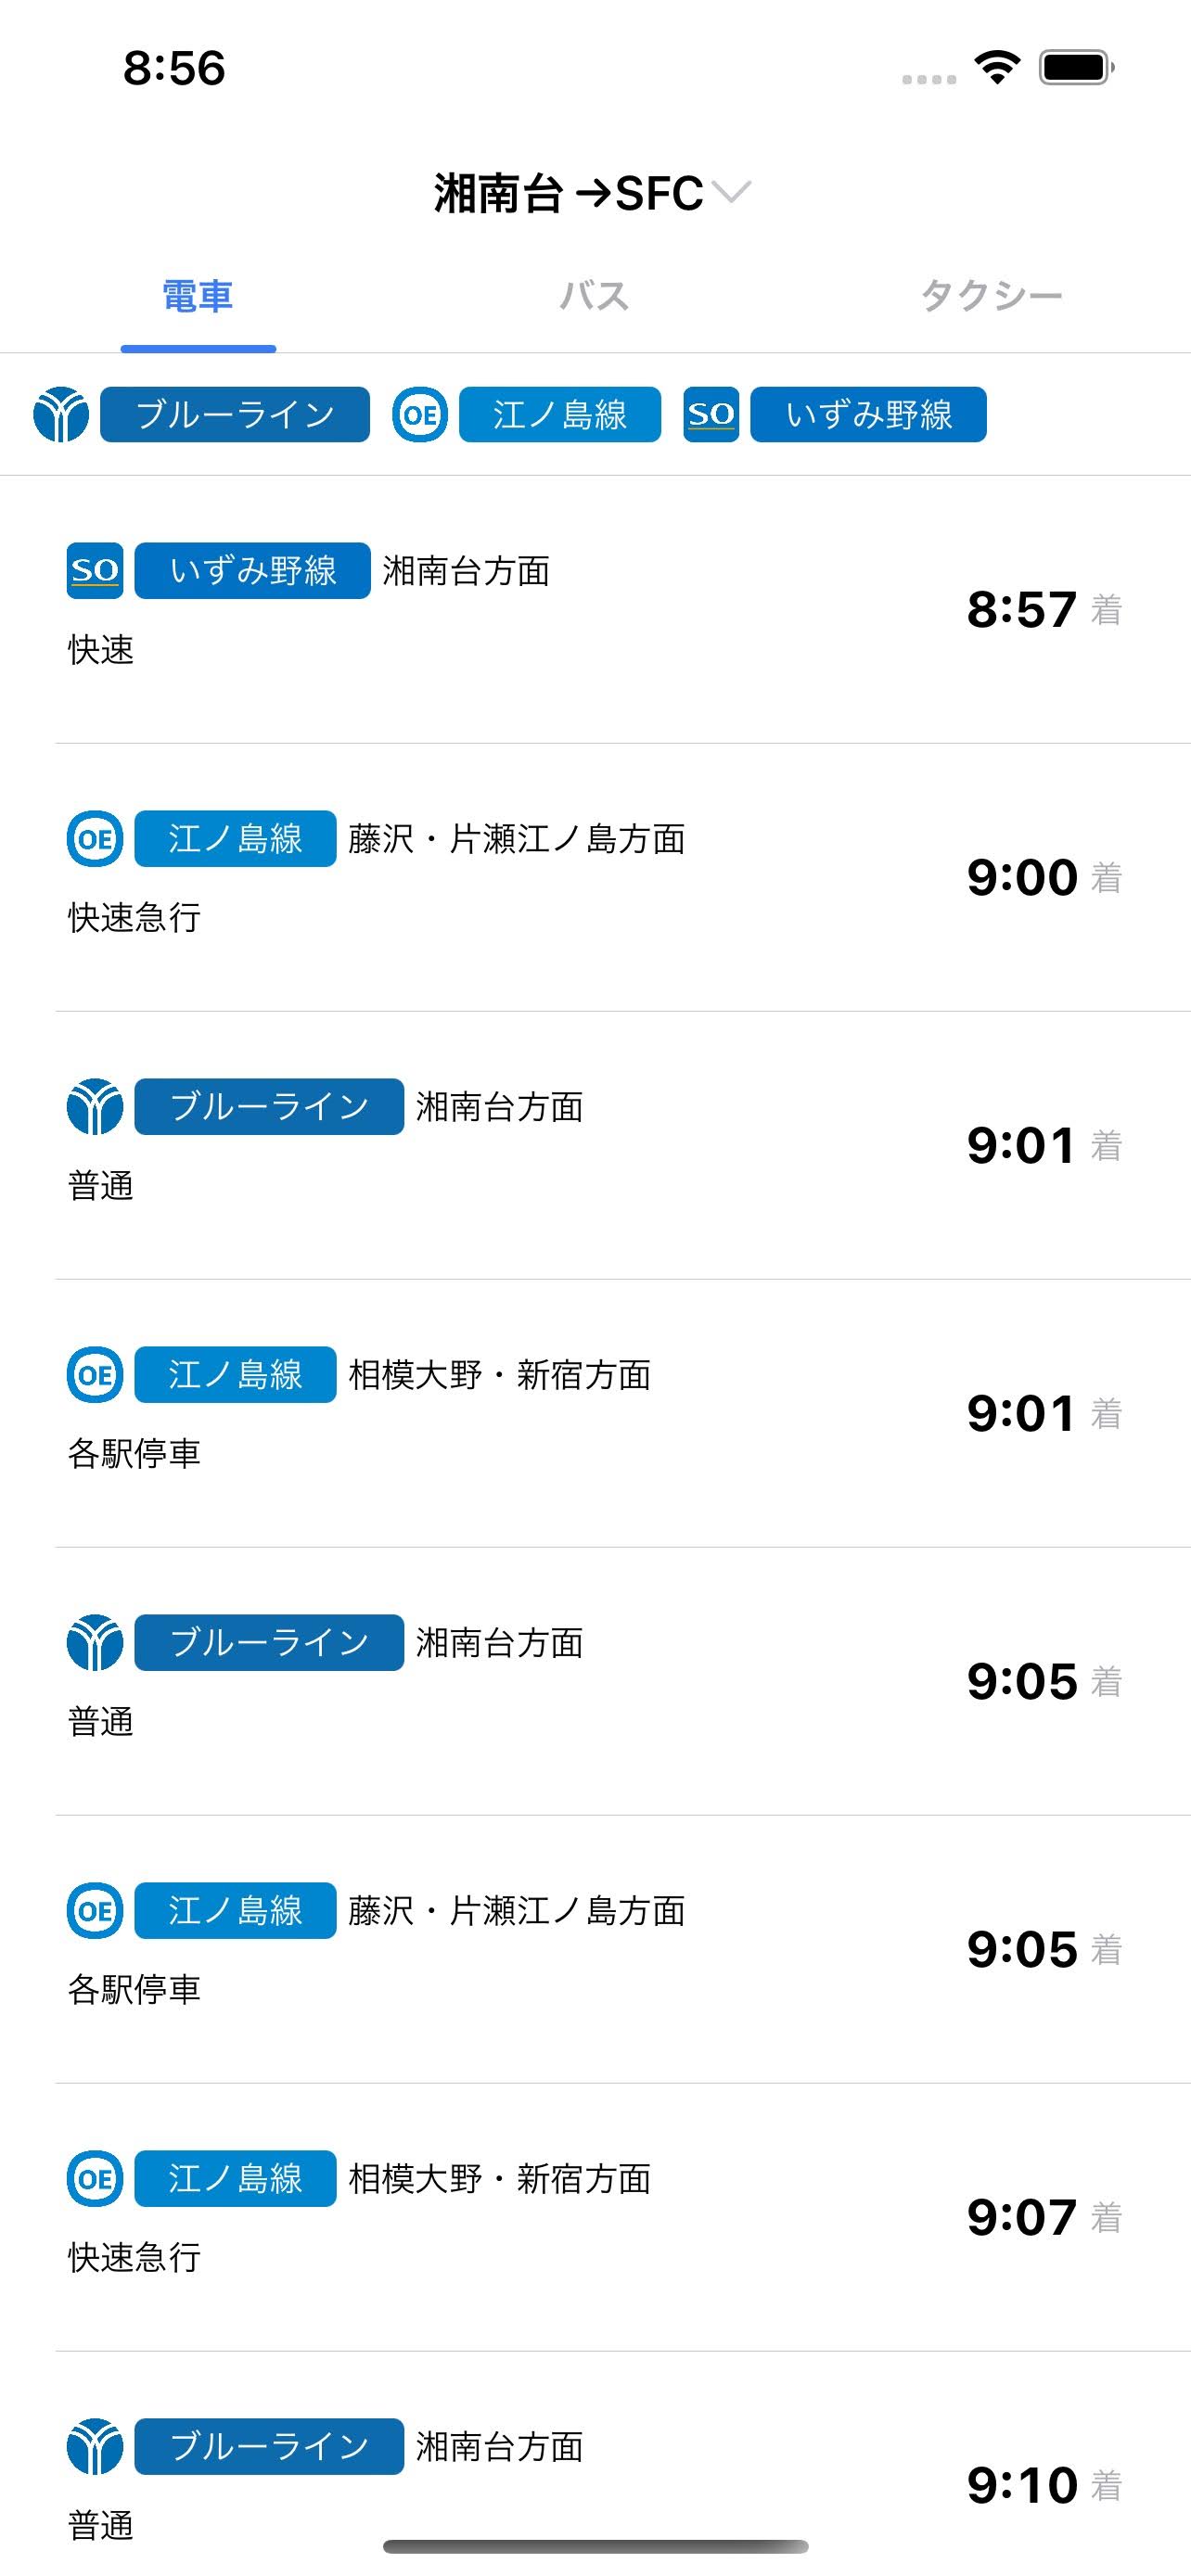 8:56
湘南台 →SFC
電車 バス タクシー
ブルーライン OE 江ノ島線 SO いずみ野線
SO いずみ野線 湘南台方面
8:57 着
快速
OE 江ノ島線 藤沢・片瀬江ノ島方面
9:00 着
快速急行
ブルーライン 湘南台方面
9:01 着
普通
OE 江ノ島線 相模大野・新宿方面
9:01 着
各駅停車
ブルーライン 湘南台方面
9:05 着
普通
OE 江ノ島線 藤沢・片瀬江ノ島方面
9:05 着
各駅停車
OE 江ノ島線 相模大野・新宿方面
9:07 着
快速急行
ブルーライン 湘南台方面
9:10 着
普通